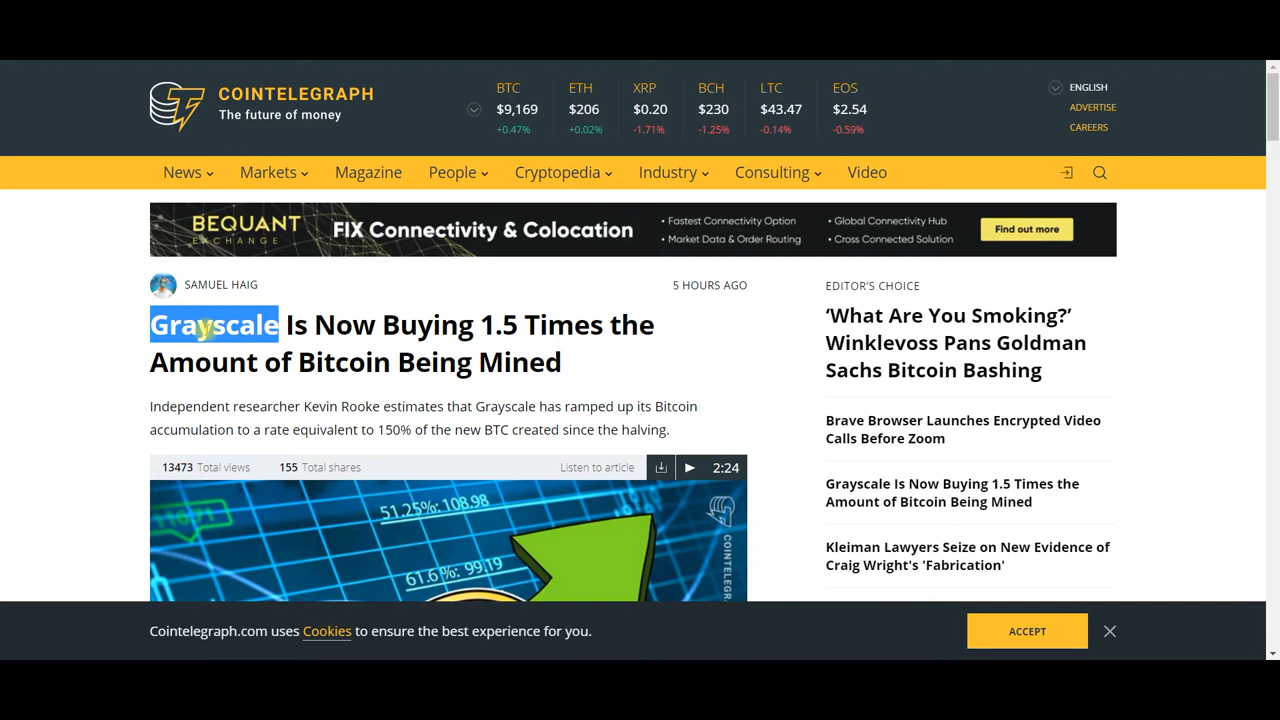 COINTELEGRAPH
The future of money
BTC ETH XRP BCH LTC EOS
$9,169 $206 $0.20 $230 $43.47 $2.54
+0.47% +0.02% -1.71% -1.25% -0.14% -0.59%
ENGLISH
ADVERTISE
CAREERS
News Markets Magazine People Cryptopedia Industry Consulting Video
BEQUANT
EXCHANGE
FIX Connectivity & Colocation
• Fastest Connectivity Option
• Market Data & Order Routing
• Global Connectivity Hub
• Cross Connected Solution
Find out more
SAMUEL HAIG
5 HOURS AGO
Grayscale Is Now Buying 1.5 Times the
Amount of Bitcoin Being Mined
Independent researcher Kevin Rooke estimates that Grayscale has ramped up its Bitcoin
accumulation to a rate equivalent to 150% of the new BTC created since the halving.
13473 Total views 155 Total shares Listen to article 2:24
51.25%: 108.98
61.6%: 99.19
EDITOR'S CHOICE
‘What Are You Smoking?’
Winklevoss Pans Goldman
Sachs Bitcoin Bashing
Brave Browser Launches Encrypted Video
Calls Before Zoom
Grayscale Is Now Buying 1.5 Times the
Amount of Bitcoin Being Mined
Kleiman Lawyers Seize on New Evidence of
Craig Wright's 'Fabrication'
Cointelegraph.com uses Cookies to ensure the best experience for you.
ACCEPT